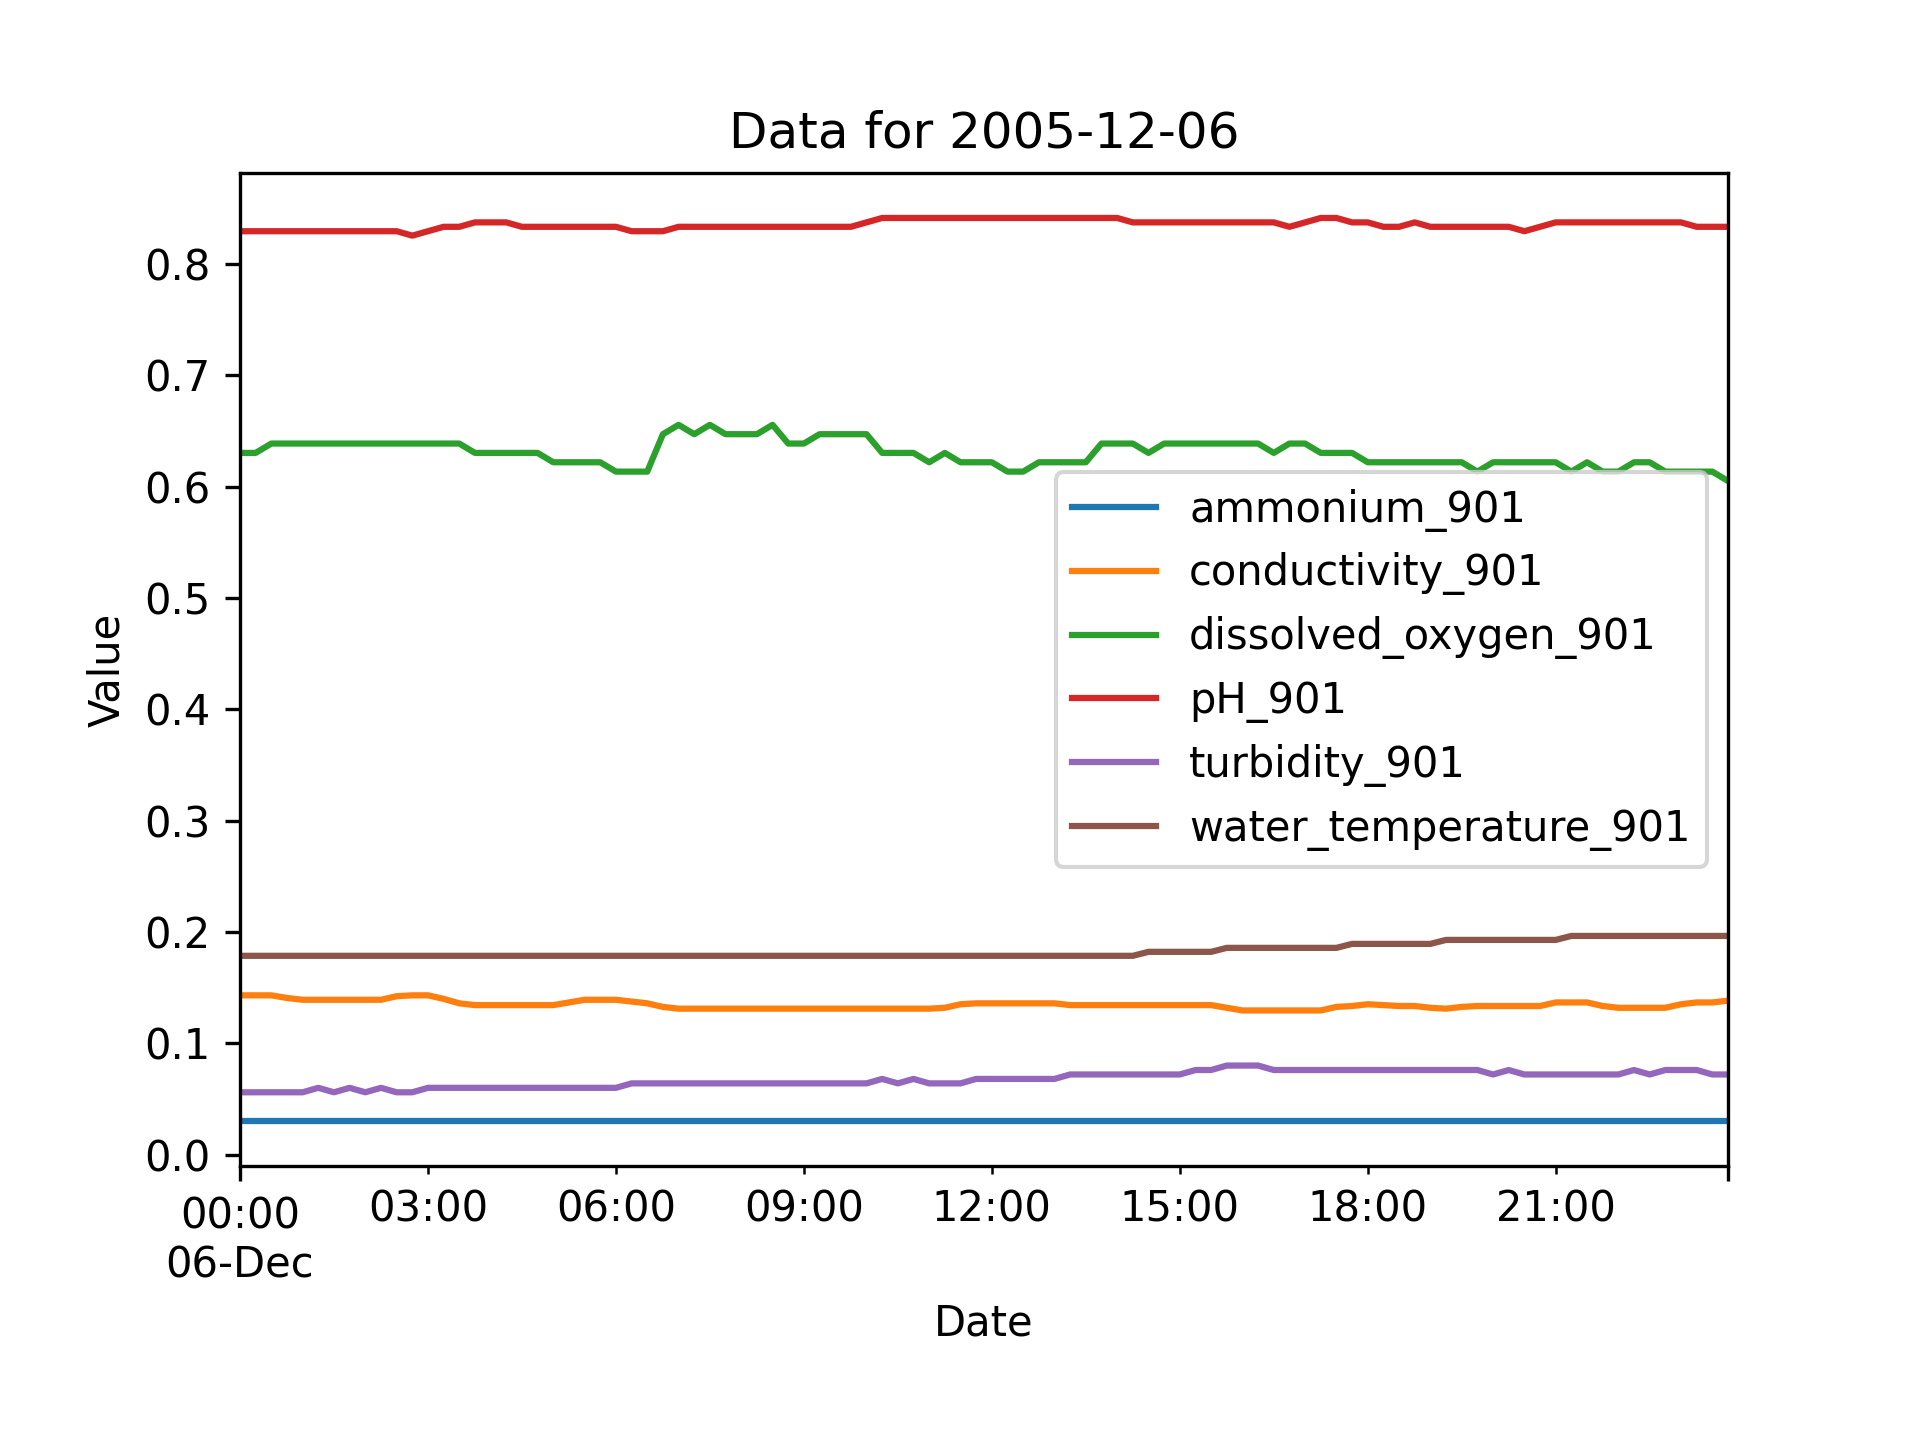 Data for 2005-12-06
0.8
0.7
0.6
0.5
0.4
0.3
0.2
0.1
0.0
Value
ammonium_901
conductivity_901
dissolved_oxygen_901
pH_901
turbidity_901
water_temperature_901
00:00 03:00 06:00 09:00 12:00 15:00 18:00 21:00
06-Dec
Date